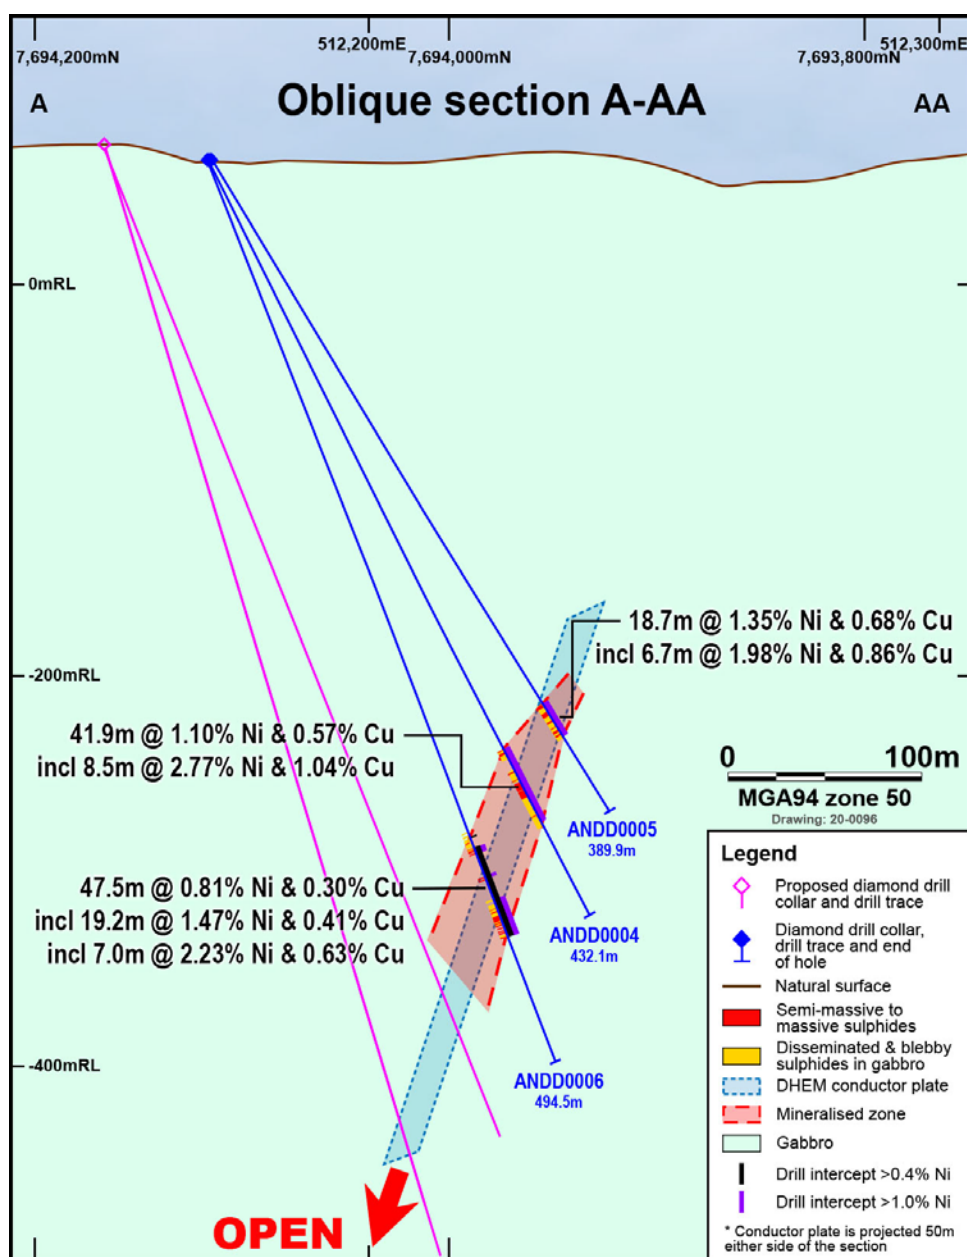 512,200mE
512,300mE
7,694,200mN
7,694,000mN
7,693,800mN
A
Oblique section A-AA
AA
0mRL
18.7m @ 1.35% Ni & 0.68% Cu
incl 6.7m @ 1.98% Ni & 0.86% Cu
-200mRL
41.9m @ 1.10% Ni & 0.57% Cu
incl 8.5m @ 2.77% Ni & 1.04% Cu
0
100m
MGA94 zone 50
Drawing: 20-0096
ANDD0005
389.9m
47.5m @ 0.81% Ni & 0.30% Cu
incl 19.2m @ 1.47% Ni & 0.41% Cu
incl 7.0m @ 2.23% Ni & 0.63% Cu
ANDD0004
432.1m
-400mRL
ANDD0006
494.5m
OPEN
Legend
Proposed diamond drill
collar and drill trace
Diamond drill collar,
drill trace and end
of hole
Natural surface
Semi-massive to
massive sulphides
Disseminated & blebby
sulphides in gabbro
DHEM conductor plate
Mineralised zone
Gabbro
Drill intercept >0.4% Ni
Drill intercept >1.0% Ni
* Conductor plate is projected 50m
either side of the section